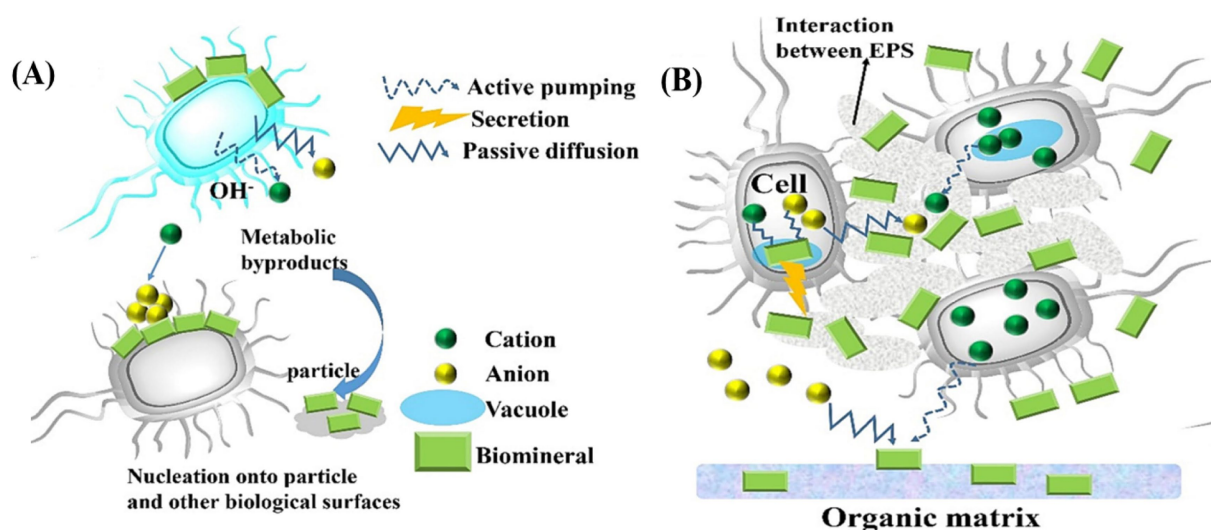 (A)
OH-
Active pumping
Secretion
Passive diffusion
Metabolic
byproducts
particle
Cation
Anion
Vacuole
Biomineral
Nucleation onto particle
and other biological surfaces
(B)
Interaction
between EPS
Cell
Organic matrix